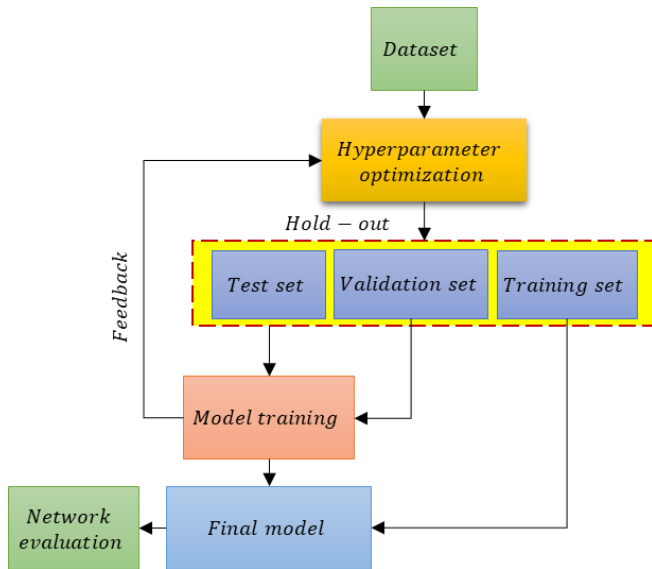 Dataset
Hyperparameter
optimization
Hold – out
Test set
Validation set
Training set
Feedback
Model training
Final model
Network
evaluation